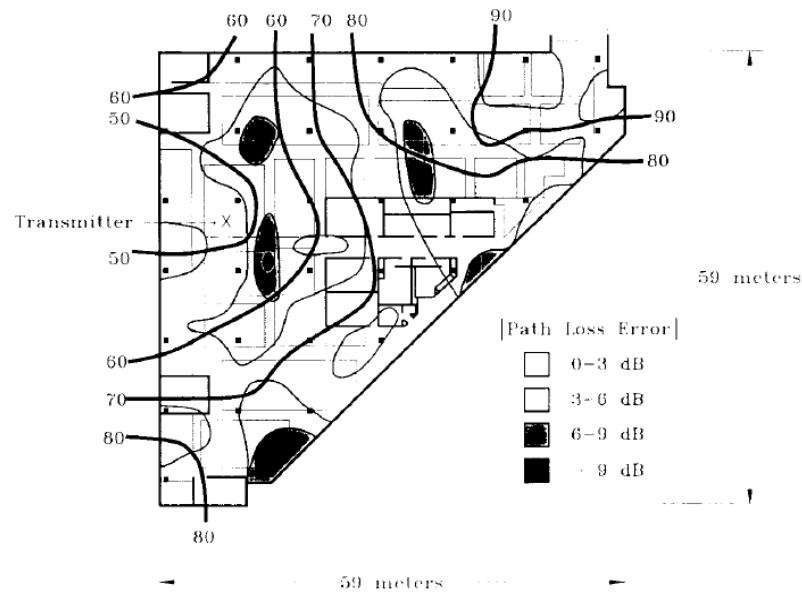 60 60 70 80 90
60
50
90
80
Transmitter X
50
59 meters
|Path Loss Error|
60
0-3 dB
70
3-6 dB
80
6-9 dB
9 dB
80
59 meters